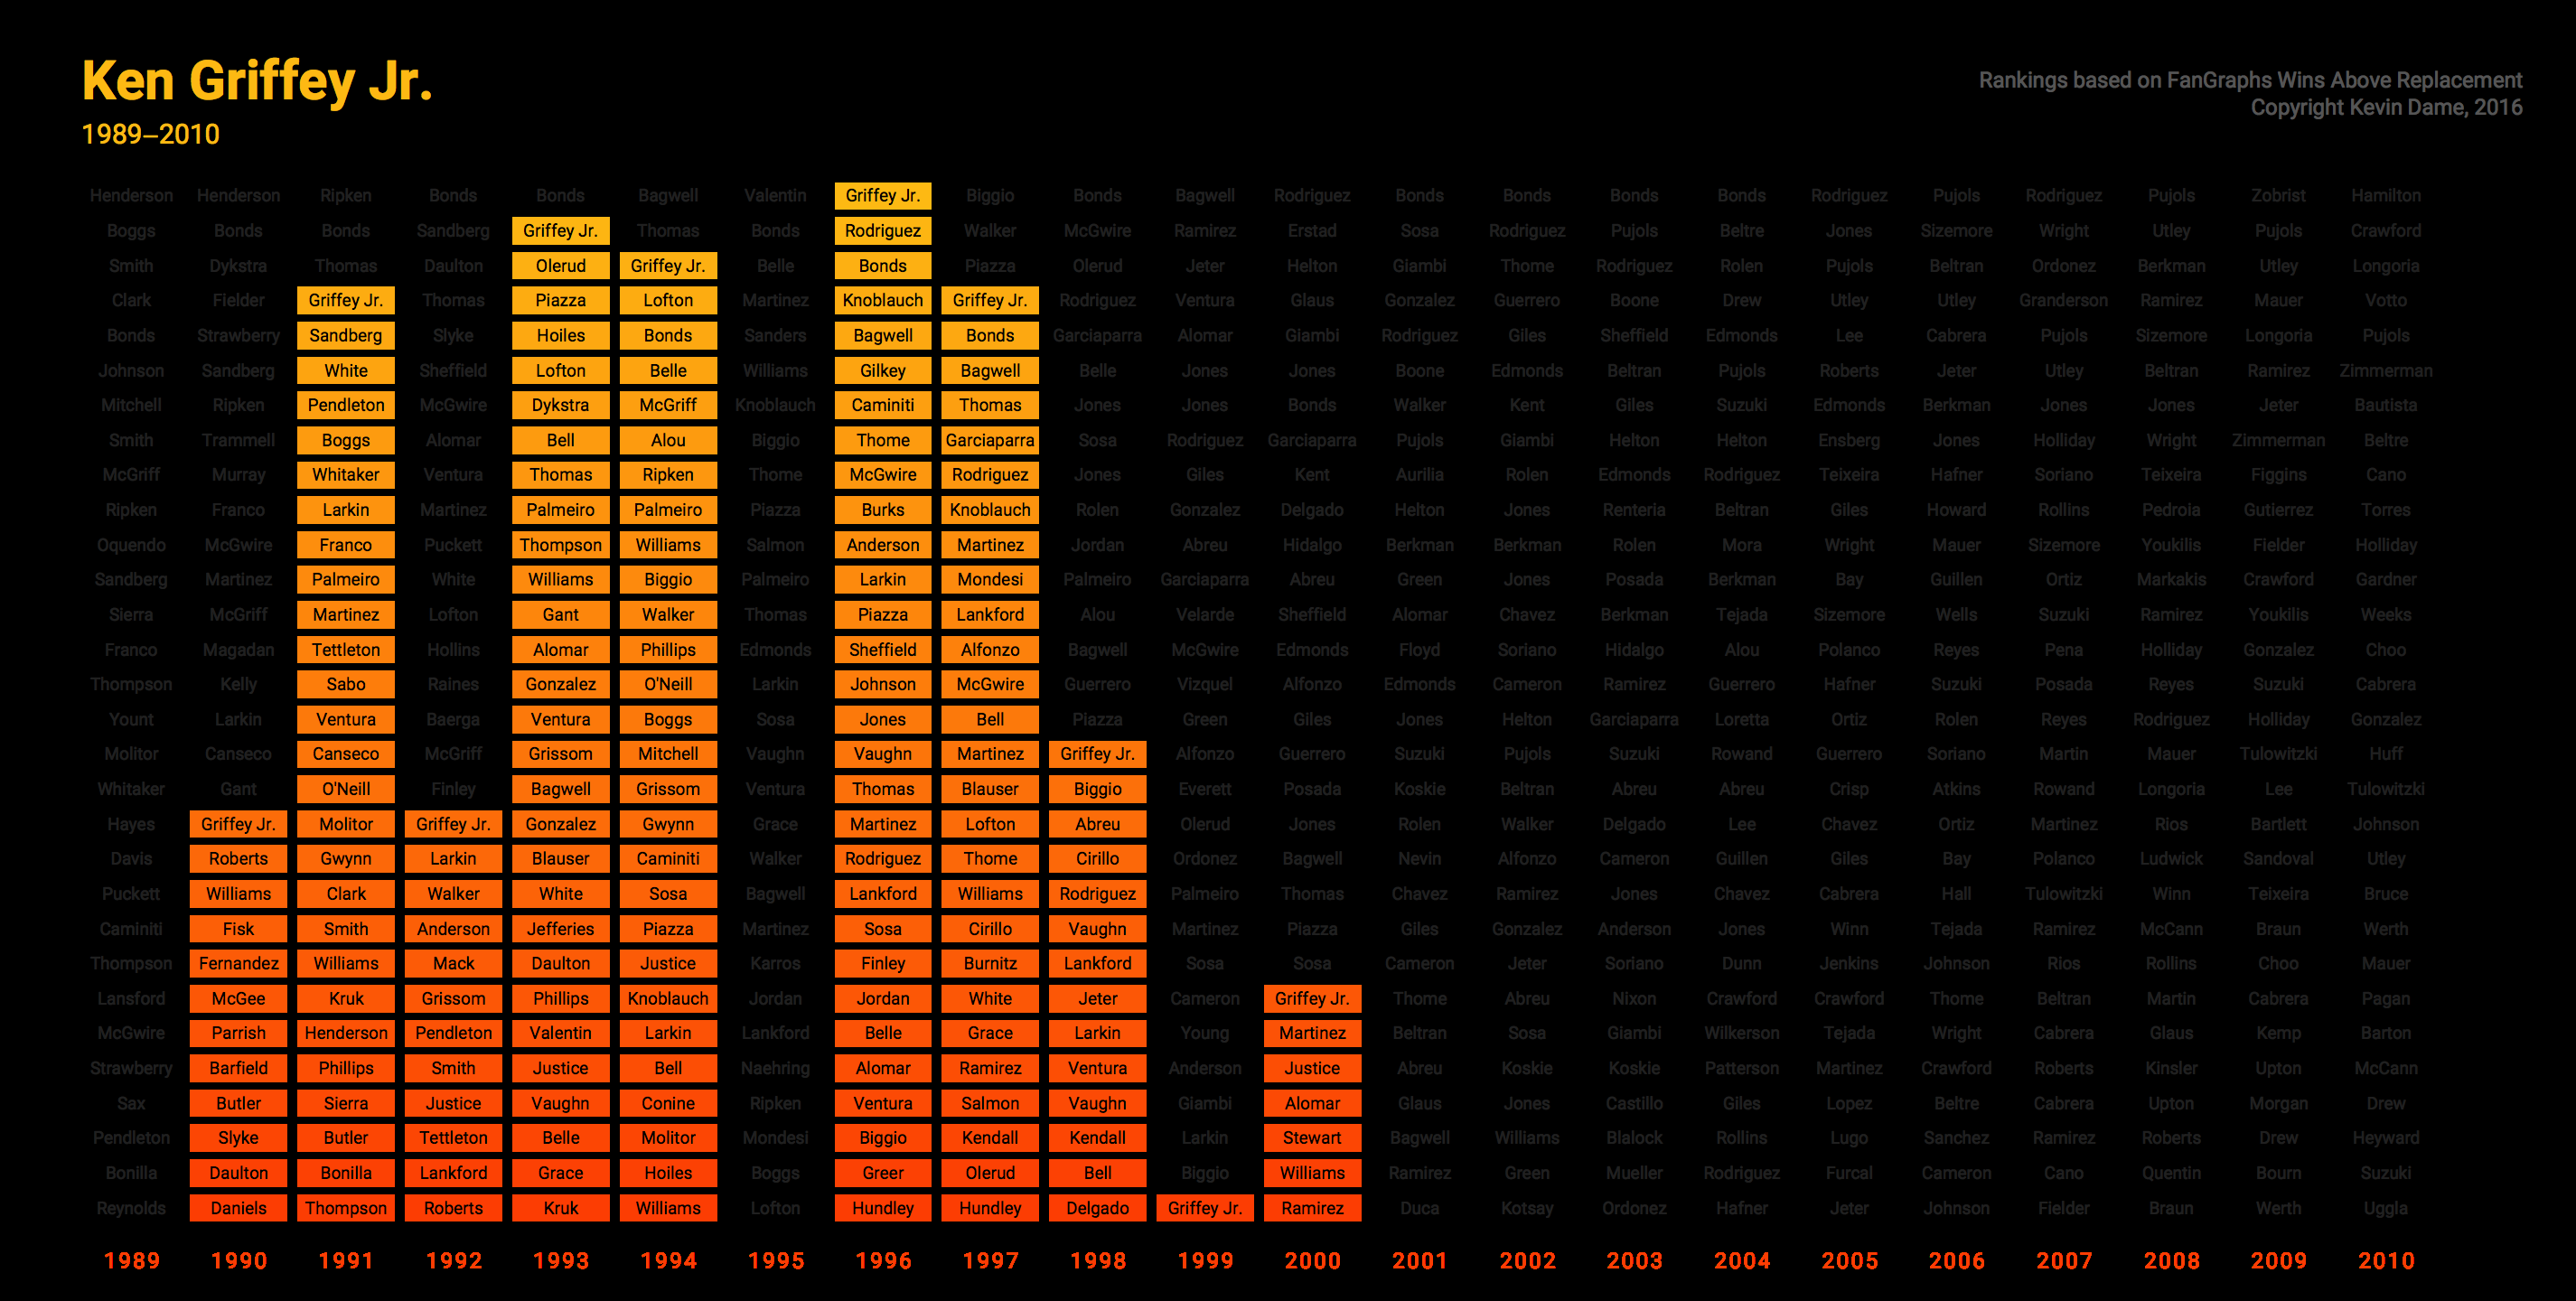 Ken Griffey Jr.
1989–2010
Rankings based on FanGraphs Wins Above Replacement
Copyright Kevin Dame, 2016
Henderson Henderson Ripken Bonds Bonds Bagwell Valentin Griffey Jr. Biggio Bonds Bagwell Rodriguez Bonds Bonds Bonds Bonds Rodriguez Pujols Rodriguez Pujols Zobrist Hamilton
Boggs Bonds Bonds Sandberg Griffey Jr. Thomas Bonds Rodriguez Walker McGwire Ramirez Erstad Sosa Rodriguez Pujols Beltre Jones Sizemore Wright Utley Pujols Crawford
Smith Dykstra Thomas Daulton Olerud Griffey Jr. Belle Bonds Piazza Olerud Jeter Helton Giambi Thome Rodriguez Rolen Pujols Beltran Ordonez Berkman Utley Longoria
Clark Fielder Griffey Jr. Thomas Piazza Lofton Martinez Knoblauch Griffey Jr. Rodriguez Ventura Glaus Gonzalez Guerrero Boone Drew Utley Utley Granderson Ramirez Mauer Votto
Bonds Strawberry Sandberg Slyke Hoiles Bonds Sanders Bagwell Bonds Garciaparra Alomar Giambi Rodriguez Giles Sheffield Edmonds Lee Cabrera Pujols Sizemore Longoria Pujols
Johnson Sandberg White Sheffield Lofton Belle Williams Gilkey Bagwell Belle Jones Jones Boone Edmonds Beltran Pujols Roberts Jeter Utley Beltran Ramirez Zimmerman
Mitchell Ripken Pendleton McGwire Dykstra McGriff Knoblauch Caminiti Thomas Jones Jones Bonds Walker Kent Giles Suzuki Edmonds Berkman Jones Jones Jeter Bautista
Smith Trammell Boggs Alomar Bell Alou Biggio Thome Garciaparra Sosa Rodriguez Garciaparra Pujols Giambi Helton Helton Ensberg Jones Holliday Wright Zimmerman Beltre
McGriff Murray Whitaker Ventura Thomas Ripken Thome McGwire Rodriguez Jones Giles Kent Aurilia Rolen Edmonds Rodriguez Teixeira Hafner Soriano Teixeira Figgins Cano
Ripken Franco Larkin Martinez Palmeiro Palmeiro Piazza Burks Knoblauch Rolen Gonzalez Delgado Helton Jones Renteria Beltran Giles Howard Rollins Pedroia Gutierrez Torres
Oquendo McGwire Franco Puckett Thompson Williams Salmon Anderson Martinez Jordan Abreu Hidalgo Berkman Berkman Rolen Mora Wright Mauer Sizemore Youkilis Fielder Holliday
Sandberg Martinez Palmeiro White Williams Biggio Palmeiro Larkin Mondesi Palmeiro Garciaparra Abreu Green Jones Posada Berkman Bay Guillen Ortiz Markakis Crawford Gardner
Sierra McGriff Martinez Lofton Gant Walker Thomas Piazza Lankford Alou Velarde Sheffield Alomar Chavez Berkman Tejada Sizemore Wells Suzuki Ramirez Youkilis Weeks
Franco Magadan Tettleton Hollins Alomar Phillips Edmonds Sheffield Alfonzo Bagwell McGwire Edmonds Floyd Soriano Hidalgo Alou Polanco Reyes Pena Holliday Gonzalez Choo
Thompson Kelly Sabo Raines Gonzalez O'Neill Larkin Johnson McGwire Guerrero Vizquel Alfonzo Edmonds Cameron Ramirez Guerrero Hafner Suzuki Posada Reyes Suzuki Cabrera
Yount Larkin Ventura Baerga Ventura Boggs Sosa Jones Bell Piazza Green Giles Jones Helton Garciaparra Loretta Ortiz Rolen Reyes Rodriguez Holliday Gonzalez
Molitor Canseco Canseco McGriff Grissom Mitchell Vaughn Vaughn Martinez Griffey Jr. Alfonzo Guerrero Suzuki Pujols Suzuki Rowand Guerrero Soriano Martin Mauer Tulowitzki Huff
Whitaker Gant O'Neill Finley Bagwell Grissom Ventura Thomas Blauser Biggio Everett Posada Koskie Beltran Abreu Abreu Crisp Atkins Rowand Longoria Lee Tulowitzki
Hayes Griffey Jr. Molitor Griffey Jr. Gonzalez Gwynn Grace Martinez Lofton Abreu Olerud Jones Rolen Walker Delgado Lee Chavez Ortiz Martinez Rios Bartlett Johnson
Davis Roberts Gwynn Larkin Blauser Caminiti Walker Rodriguez Thome Cirillo Ordonez Bagwell Nevin Alfonzo Cameron Guillen Giles Bay Polanco Ludwick Sandoval Utley
Puckett Williams Clark Walker White Sosa Bagwell Lankford Williams Rodriguez Palmeiro Thomas Chavez Ramirez Jones Chavez Cabrera Hall Tulowitzki Winn Teixeira Bruce
Caminiti Fisk Smith Anderson Jefferies Piazza Martinez Sosa Cirillo Vaughn Martinez Piazza Giles Gonzalez Anderson Jones Winn Tejada Ramirez McCann Braun Werth
Thompson Fernandez Williams Mack Daulton Justice Karros Finley Burnitz Lankford Sosa Sosa Cameron Jeter Soriano Dunn Jenkins Johnson Rios Rollins Choo Mauer
Lansford McGee Kruk Grissom Phillips Knoblauch Jordan Jordan White Jeter Cameron Griffey Jr. Thome Abreu Nixon Crawford Crawford Thome Beltran Martin Cabrera Pagan
McGwire Parrish Henderson Pendleton Valentin Larkin Lankford Belle Grace Larkin Young Martinez Beltran Sosa Giambi Wilkerson Tejada Wright Cabrera Glaus Kemp Barton
Strawberry Barfield Phillips Smith Justice Bell Naehring Alomar Ramirez Ventura Anderson Justice Abreu Koskie Koskie Patterson Martinez Crawford Roberts Kinsler Upton McCann
Sax Butler Sierra Justice Vaughn Conine Ripken Ventura Salmon Vaughn Giambi Alomar Glaus Jones Castillo Giles Lopez Beltre Cabrera Upton Morgan Drew
Pendleton Slyke Butler Tettleton Belle Molitor Mondesi Biggio Kendall Kendall Larkin Stewart Bagwell Williams Blalock Rollins Lugo Sanchez Ramirez Roberts Drew Heyward
Bonilla Daulton Bonilla Lankford Grace Hoiles Boggs Greer Olerud Bell Biggio Williams Ramirez Green Mueller Rodriguez Furcal Cameron Cano Quentin Bourn Suzuki
Reynolds Daniels Thompson Roberts Kruk Williams Lofton Hundley Hundley Delgado Griffey Jr. Ramirez Duca Kotsay Ordonez Hafner Jeter Johnson Fielder Braun Werth Uggla
1989 1990 1991 1992 1993 1994 1995 1996 1997 1998 1999 2000 2001 2002 2003 2004 2005 2006 2007 2008 2009 2010